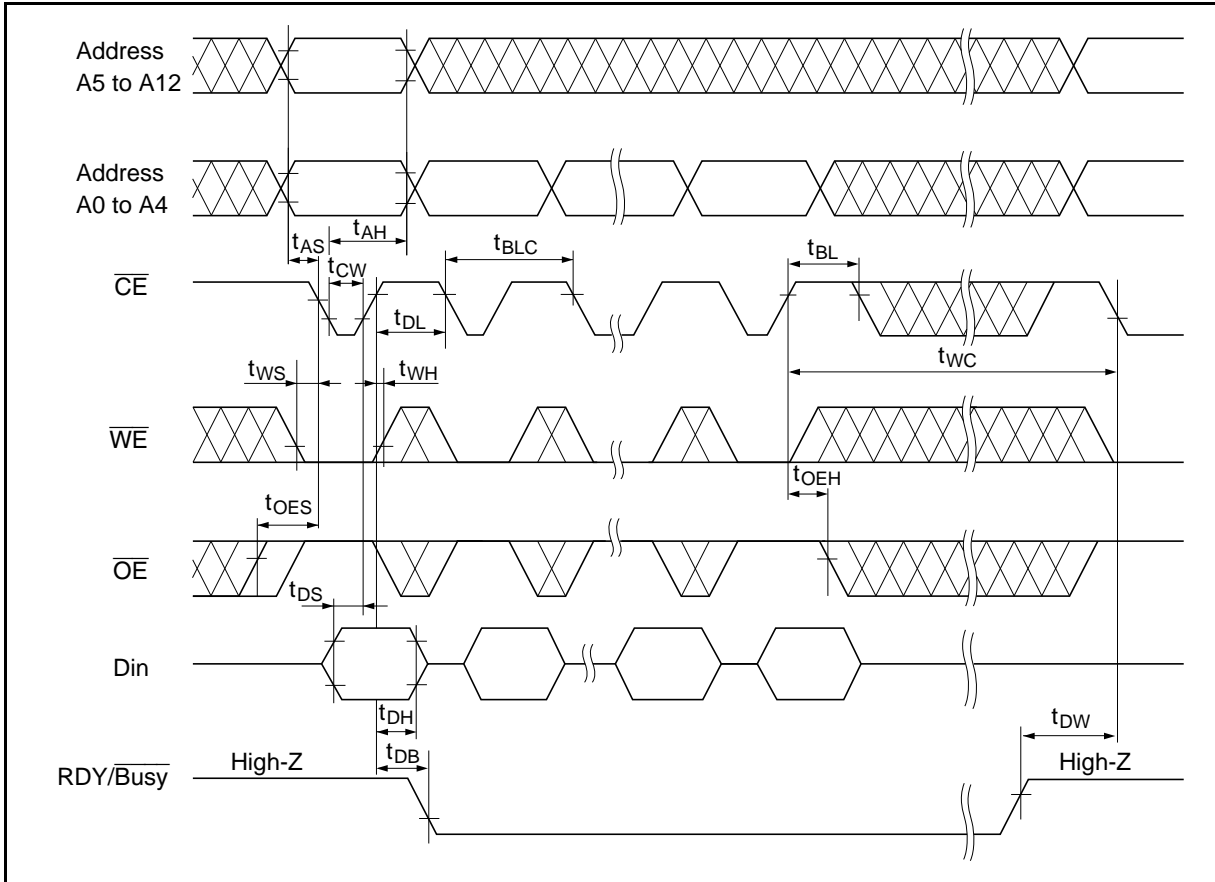 Address
A5 to A12
Address
A0 to A4
tAS
tAH
tBLC
tBL
tCW
CE
tDL
tWC
tWS
tWH
WE
tOEH
tOES
OE
tDS
Din
tDH
tDW
tDB
High-Z
High-Z
RDY/Busy